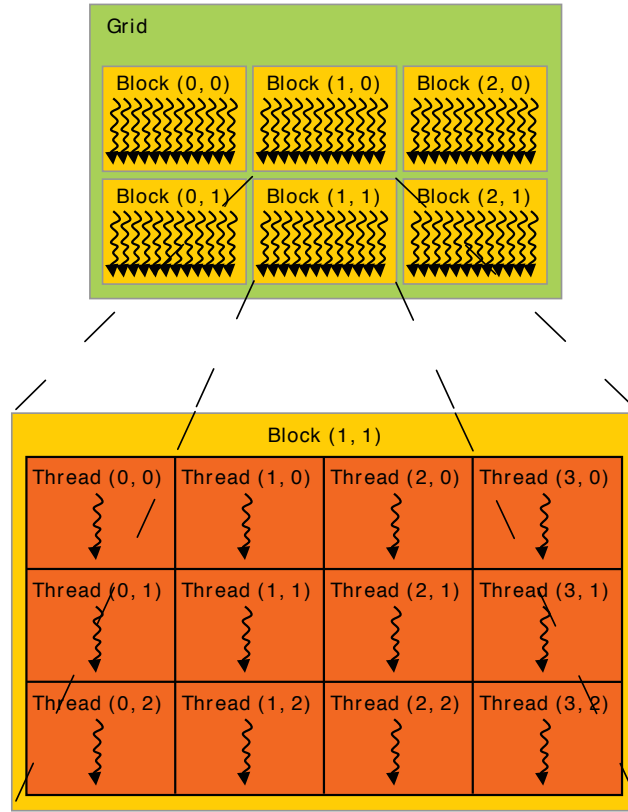 Grid
Block (0, 0) Block (1, 0) Block (2, 0)
Block (0, 1) Block (1, 1) Block (2, 1)
Block (1, 1)
Thread (0, 0) Thread (1, 0) Thread (2, 0) Thread (3, 0)
Thread (0, 1) Thread (1, 1) Thread (2, 1) Thread (3, 1)
Thread (0, 2) Thread (1, 2) Thread (2, 2) Thread (3, 2)